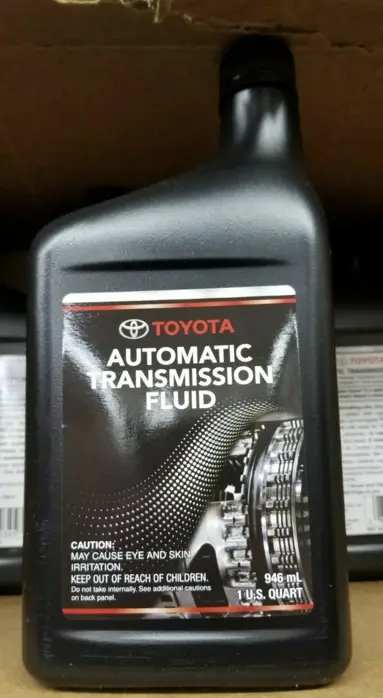 TOYOTA
AUTOMATIC
TRANSMISSION
FLUID
CAUTION:
MAY CAUSE EYE AND SKIN
IRRITATION.
KEEP OUT OF REACH OF CHILDREN.
Do not take internally. See additional cautions
on back panel.
946 mL
1 U.S. QUART